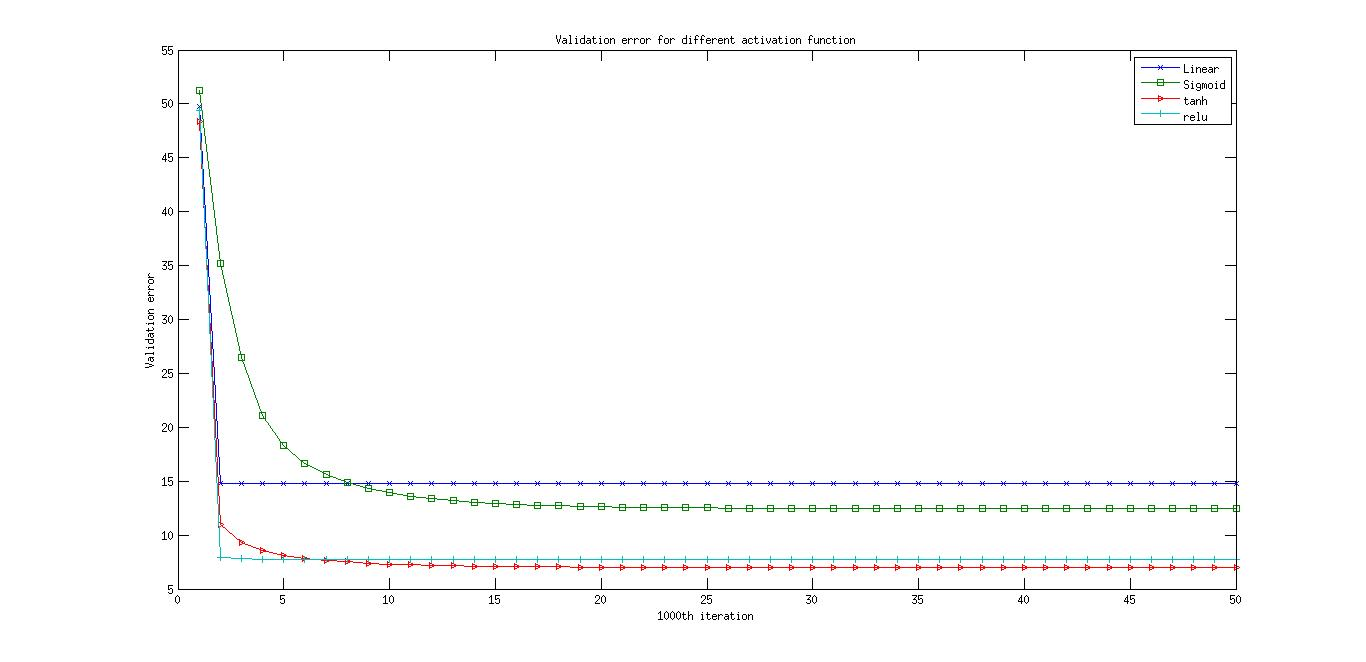 Validation error for different activation function
55
50
45
40
35
30
25
20
15
10
5
Validation error
0 5 10 15 20 25 30 35 40 45 50
1000th iteration
Linear
Sigmoid
tanh
relu